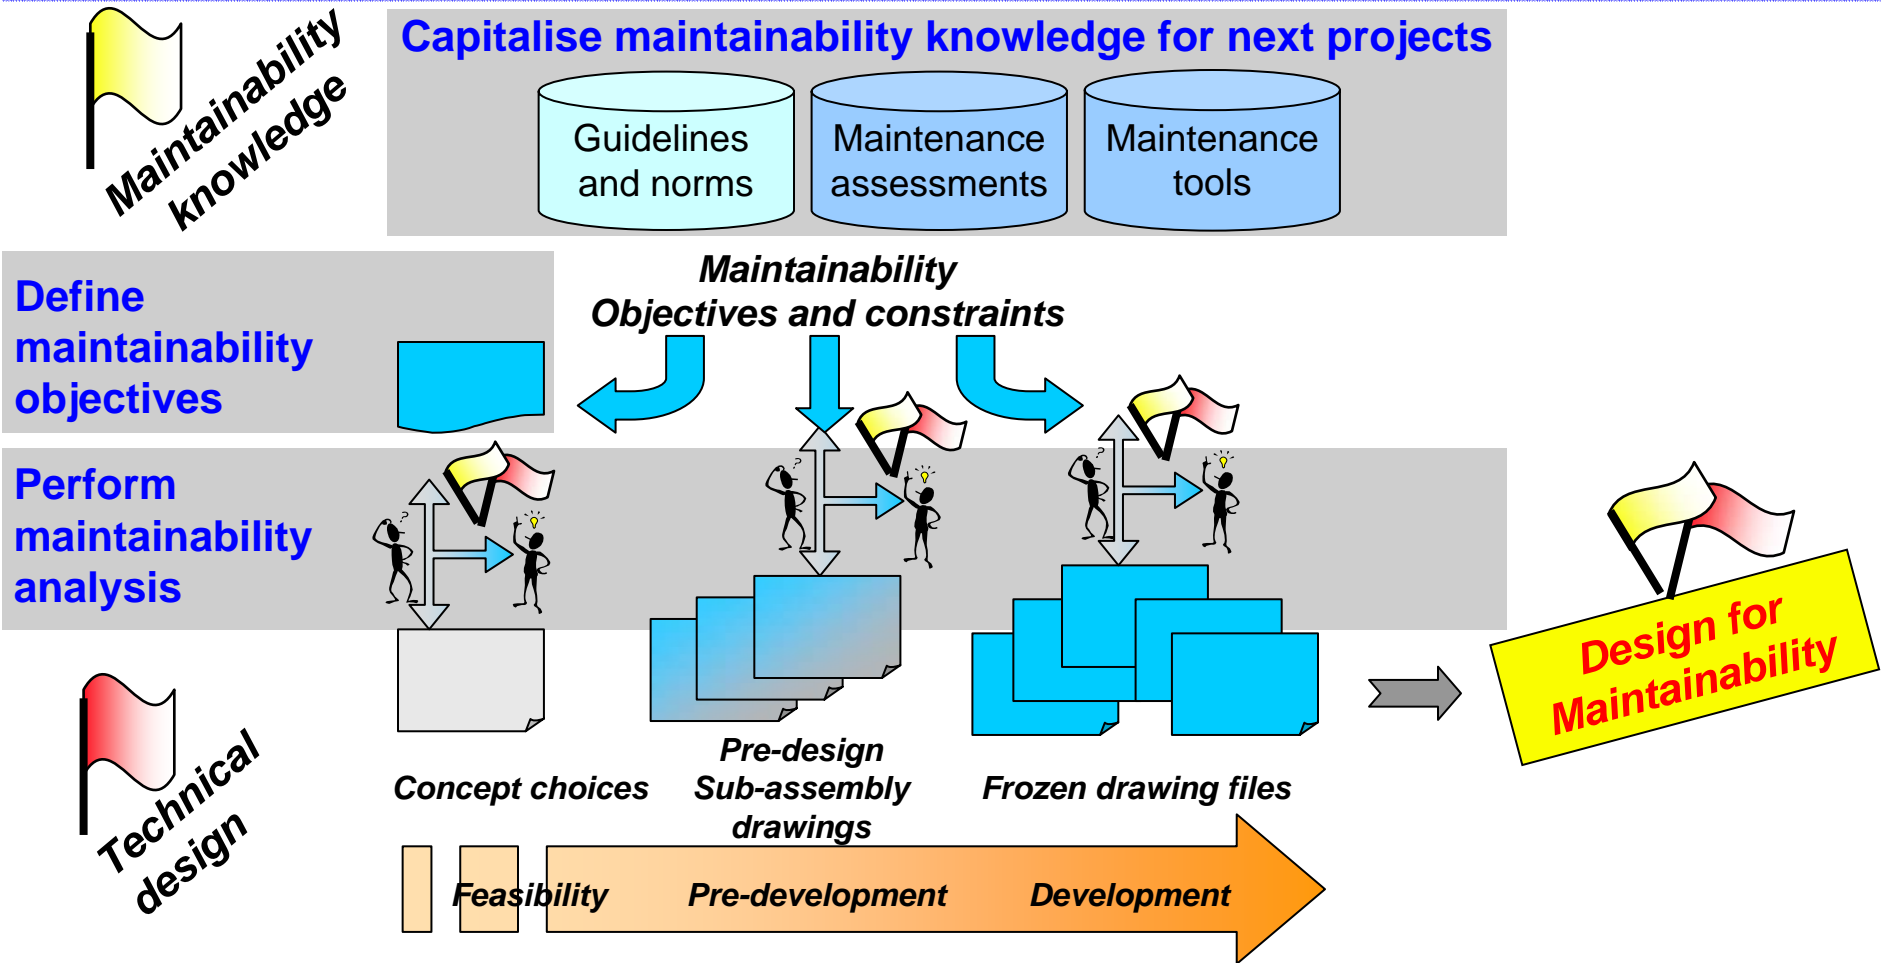 Maintainability
knowledge
Capitalise maintainability knowledge for next projects
Guidelines
and norms
Maintenance
assessments
Maintenance
tools
Define
maintainability
objectives
Maintainability
Objectives and constraints
Perform
maintainability
analysis
?
?
?
Design for
Maintainability
Technical
design
Concept choices
Pre-design
Sub-assembly
drawings
Frozen drawing files
Feasibility
Pre-development
Development